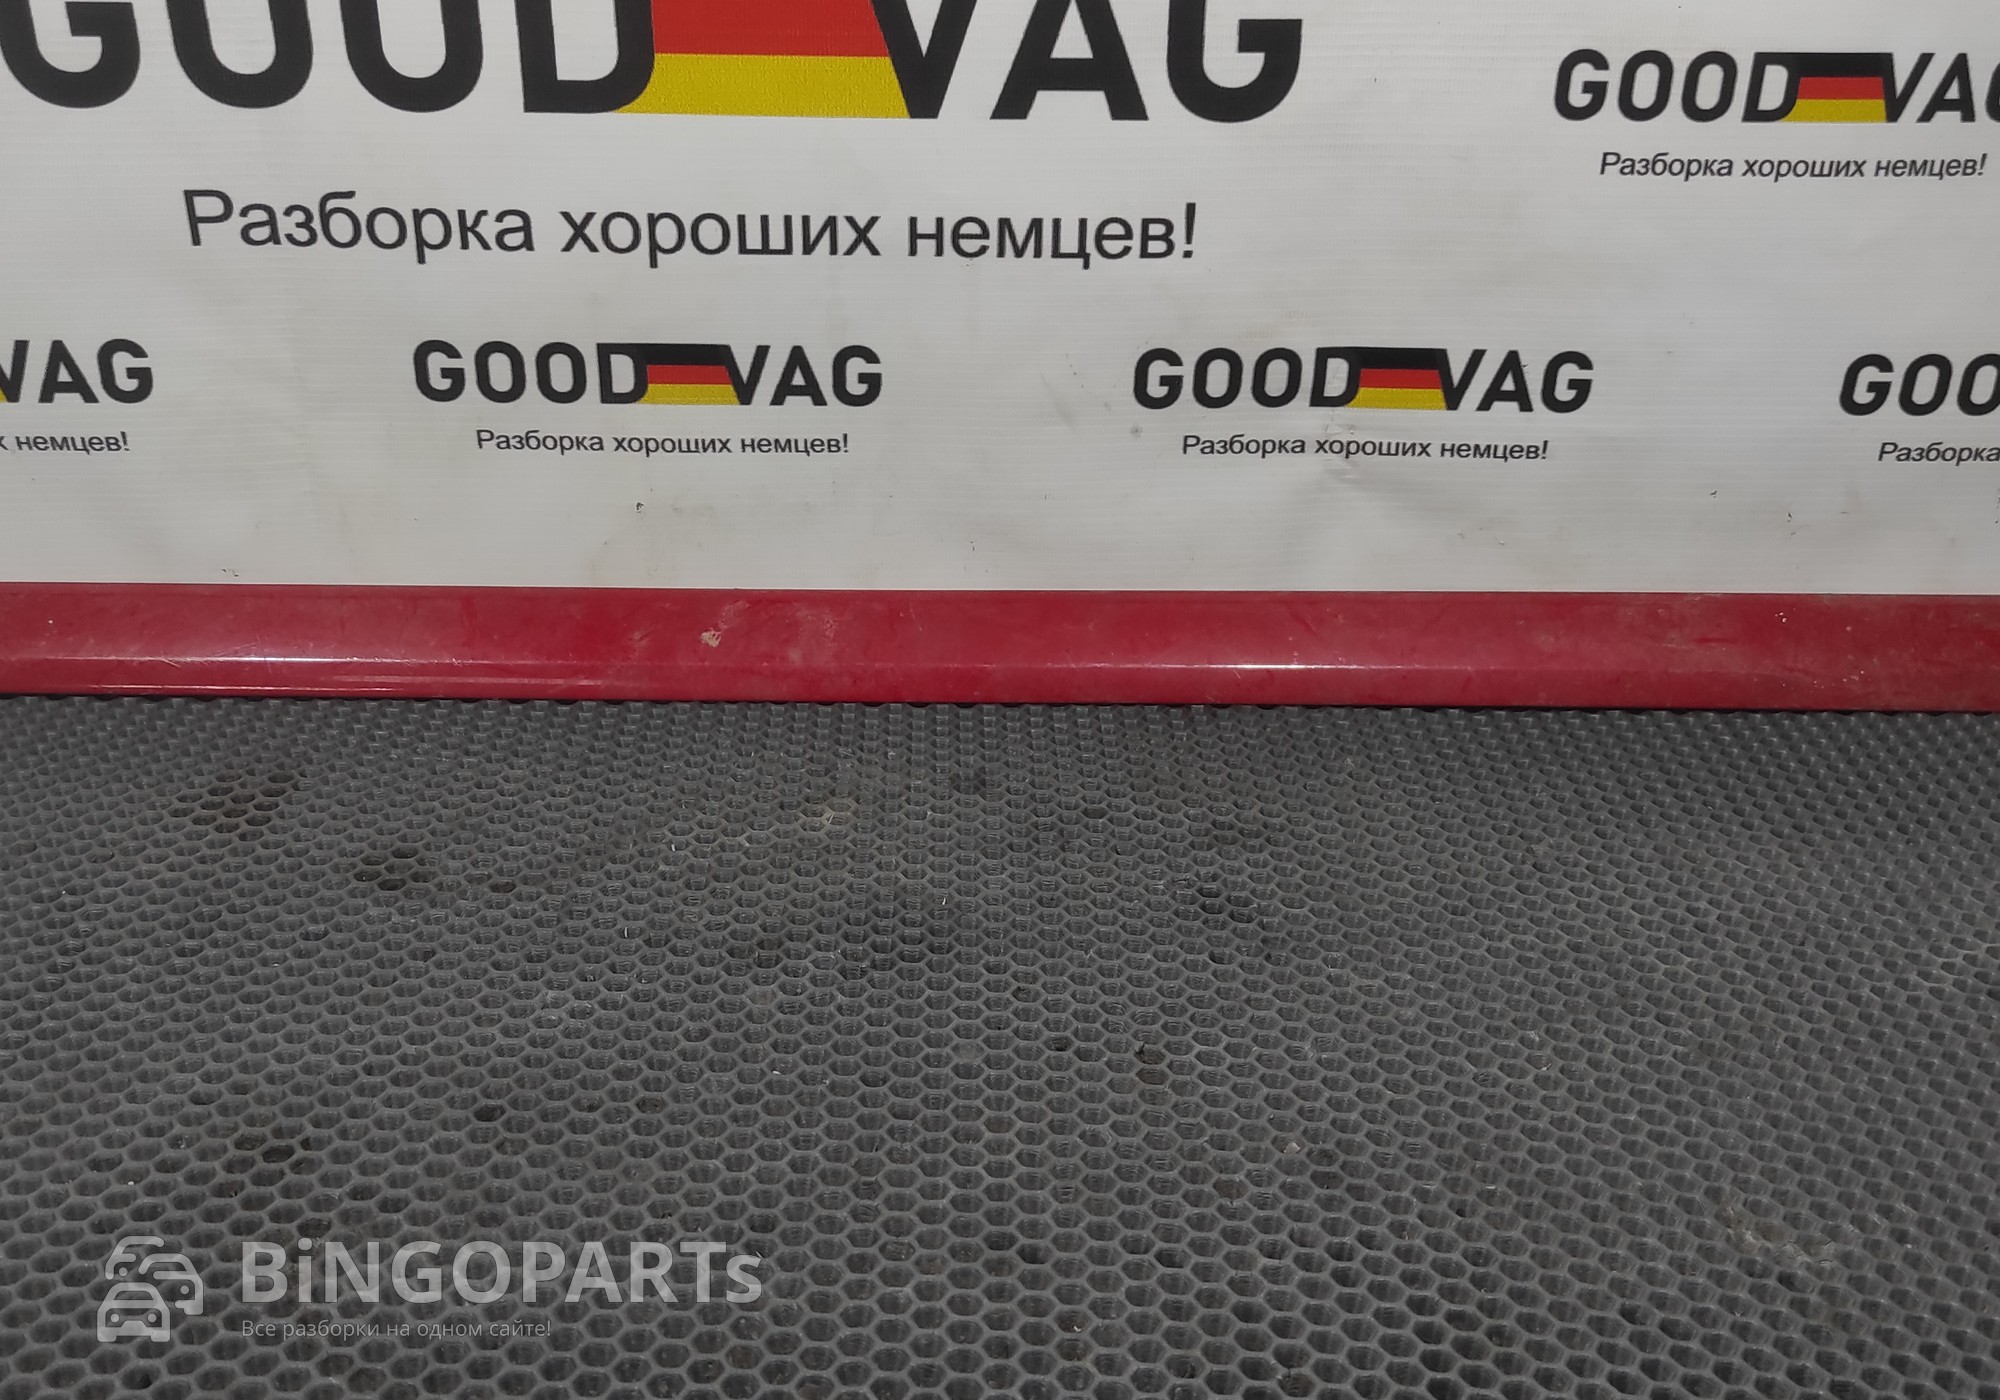 GOOD VAG
Разборка хороших немцев!
GOOD VAG
Разборка хороших немцев!
VAG
немцев!
GOOD VAG
Разборка хороших немцев!
GOOD VAG
Разборка хороших немцев!
GOO
Разборка
BiNGOPARTs
Все разборки на одном сайте!